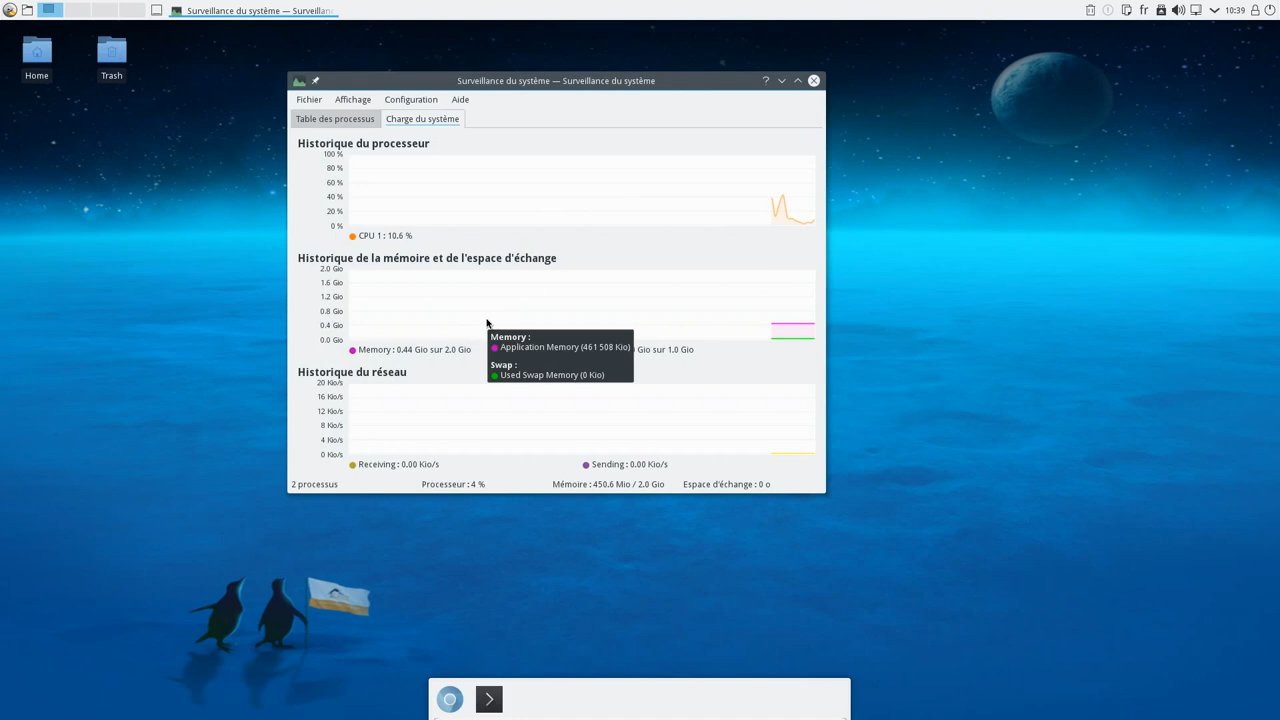 Surveillance du système — Surveillanc
fr
10:39
Home
Trash
Surveillance du système — Surveillance du système
Fichier Affichage Configuration Aide
Table des processus Charge du système
Historique du processeur
100 %
80 %
60 %
40 %
20 %
0 %
CPU 1 : 10.6 %
Historique de la mémoire et de l'espace d'échange
2.0 Gio
1.6 Gio
1.2 Gio
0.8 Gio
0.4 Gio
0.0 Gio
Memory :
Application Memory (461 508 Kio)
Swap :
Used Swap Memory (0 Kio)
Memory : 0.44 Gio sur 2.0 Gio
Gio sur 1.0 Gio
Historique du réseau
20 Kio/s
16 Kio/s
12 Kio/s
8 Kio/s
4 Kio/s
0 Kio/s
Receiving : 0.00 Kio/s Sending : 0.00 Kio/s
2 processus Processeur : 4 % Mémoire : 450.6 Mio / 2.0 Gio Espace d'échange : 0 o